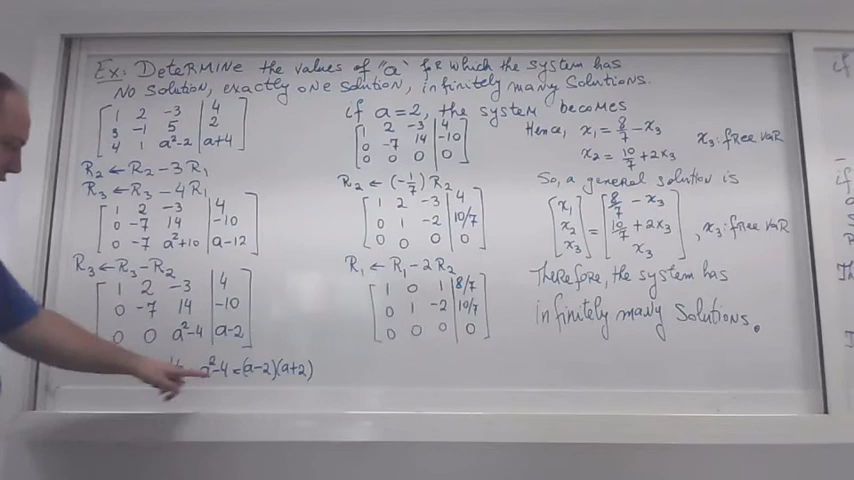 Ex: Determine the values of "a" for which the system has
no solution, exactly one solution, infinitely many solutions.
1 2 -3 | 4
3 -1 5 | 2
4 1 a²-2 | a+4
R₂ ← R₂ - 3R₁
R₃ ← R₃ - 4R₁
1 2 -3 | 4
0 -7 14 | -10
0 -7 a²+10 | a-12
R₃ ← R₃ - R₂
1 2 -3 | 4
0 -7 14 | -10
0 0 a²-4 | a-2
a²-4 = (a-2)(a+2)
if a=2, the system becomes
1 2 -3 | 4
0 -7 14 | -10
0 0 0 | 0
R₂ ← (-1/7) R₂
1 2 -3 | 4
0 1 -2 | 10/7
0 0 0 | 0
R₁ ← R₁ - 2R₂
1 0 1 | 8/7
0 1 -2 | 10/7
0 0 0 | 0
Hence, x₁ = 8/7 - x₃
x₂ = 10/7 + 2x₃
x₃: free var
So, a general solution is
[x₁] = [8/7 - x₃]
[x₂] = [10/7 + 2x₃] , x₃: free var
[x₃] = [x₃]
Therefore, the system has
infinitely many solutions.
if
if